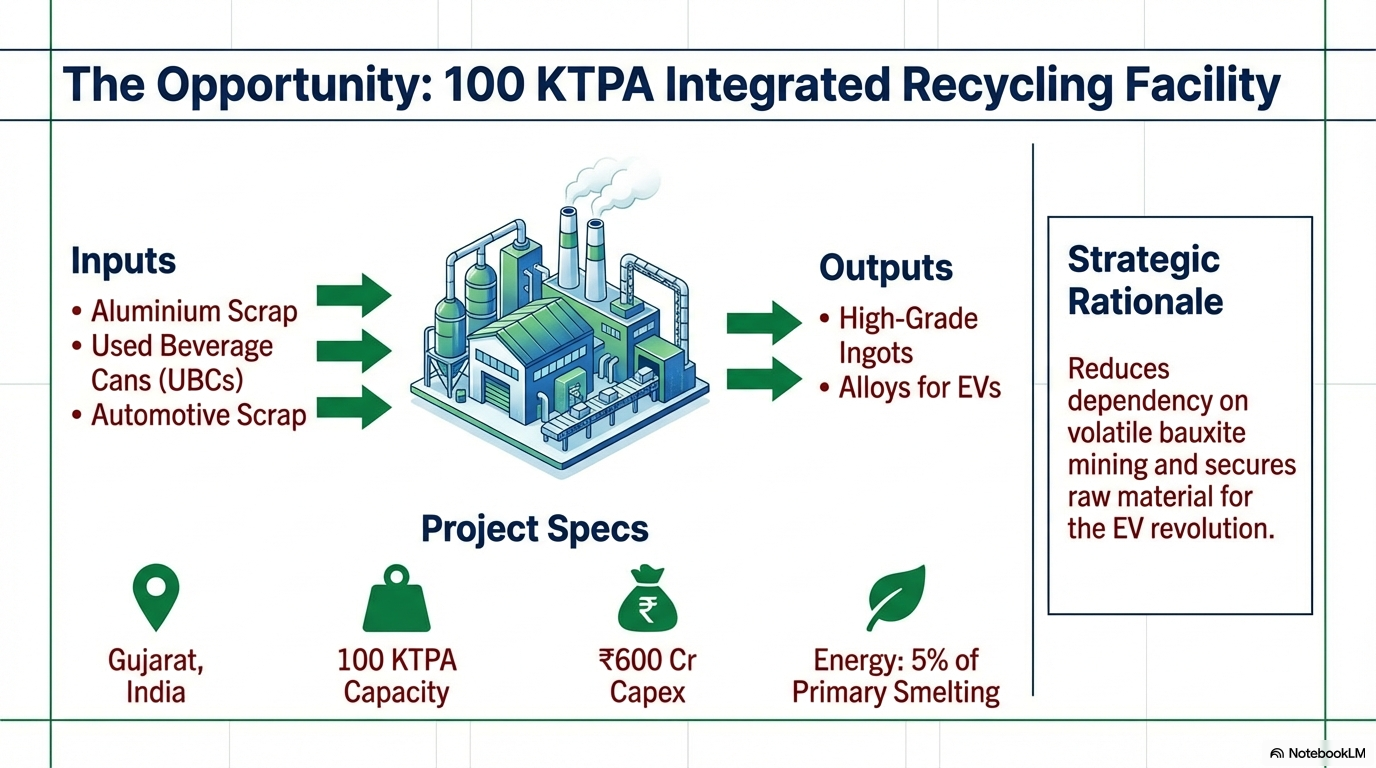 The Opportunity: 100 KTPA Integrated Recycling Facility
Inputs
• Aluminium Scrap
• Used Beverage
Cans (UBCs)
• Automotive Scrap
Outputs
• High-Grade
Ingots
• Alloys for EVs
Strategic
Rationale
Reduces
dependency on
volatile bauxite
mining and secures
raw material for
the EV revolution.
Project Specs
Gujarat,
India
100 KTPA
Capacity
₹
₹600 Cr
Capex
Energy: 5% of
Primary Smelting
NotebookLM